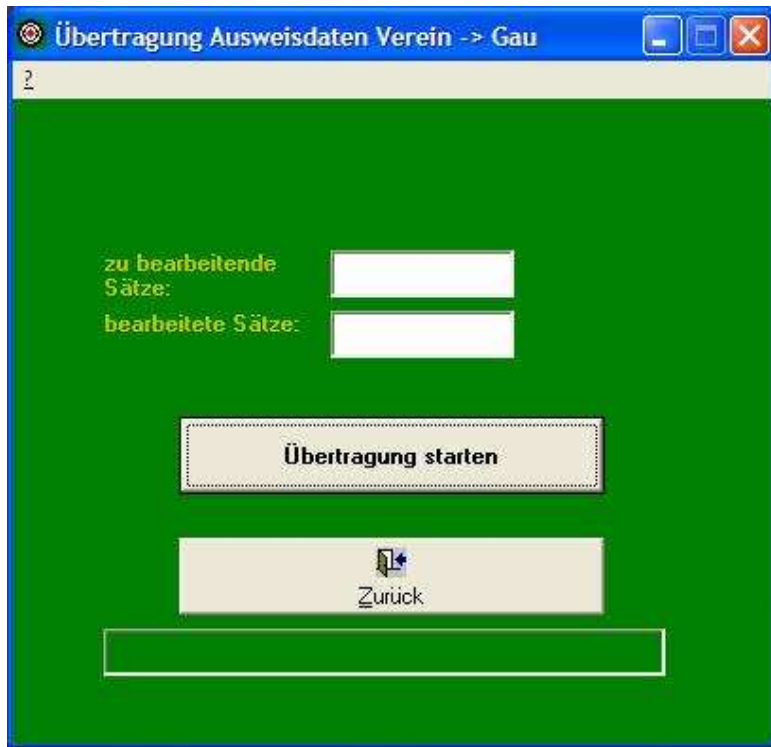 Übertragung Ausweisdaten Verein -> Gau
?
zu bearbeitende
Sätze:
bearbeitete Sätze:
Übertragung starten
Zurück